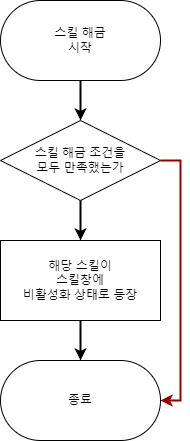 스킬 해금
시작
스킬 해금 조건을
모두 만족했는가
해당 스킬이
스킬창에
비활성화 상태로 등장
종료